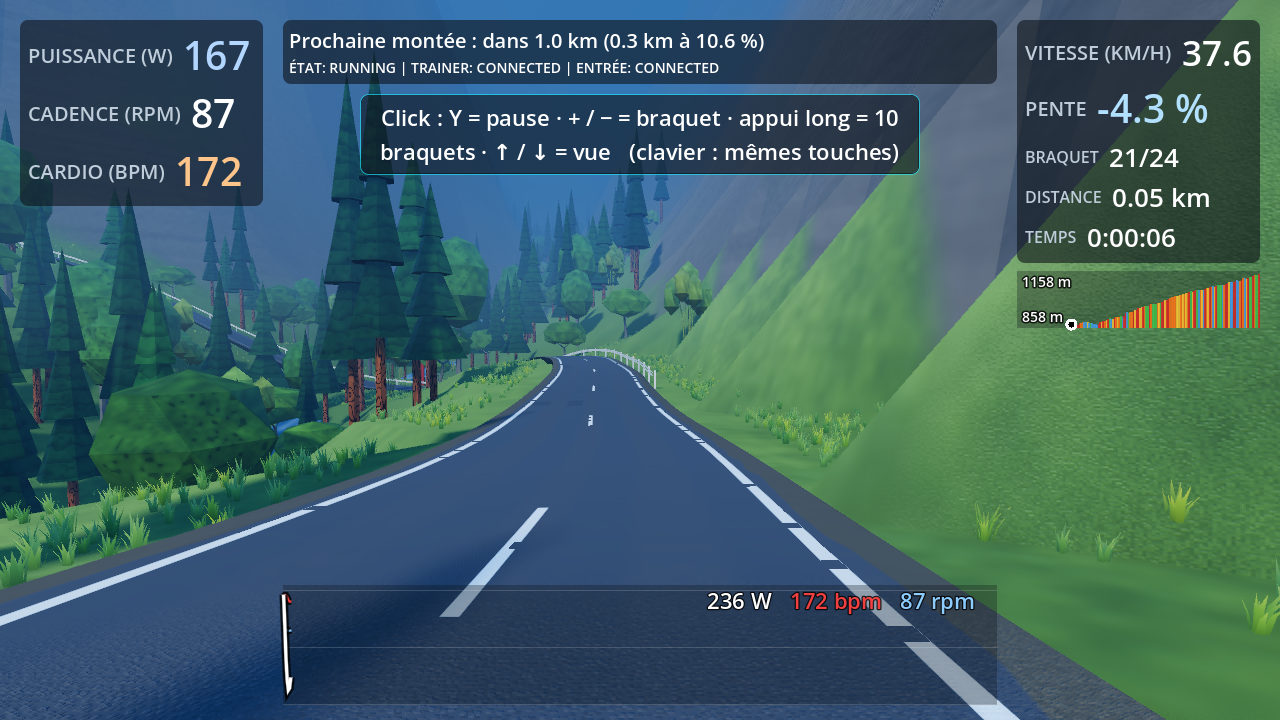 PUISSANCE (W) 167
CADENCE (RPM) 87
CARDIO (BPM) 172
Prochaine montée : dans 1.0 km (0.3 km à 10.6 %)
ÉTAT: RUNNING | TRAINER: CONNECTED | ENTRÉE: CONNECTED
Click : Y = pause · + / − = braquet · appui long = 10
braquets · ↑ / ↓ = vue (clavier : mêmes touches)
VITESSE (KM/H) 37.6
PENTE -4.3 %
BRAQUET 21/24
DISTANCE 0.05 km
TEMPS 0:00:06
1158 m
858 m
236 W 172 bpm 87 rpm